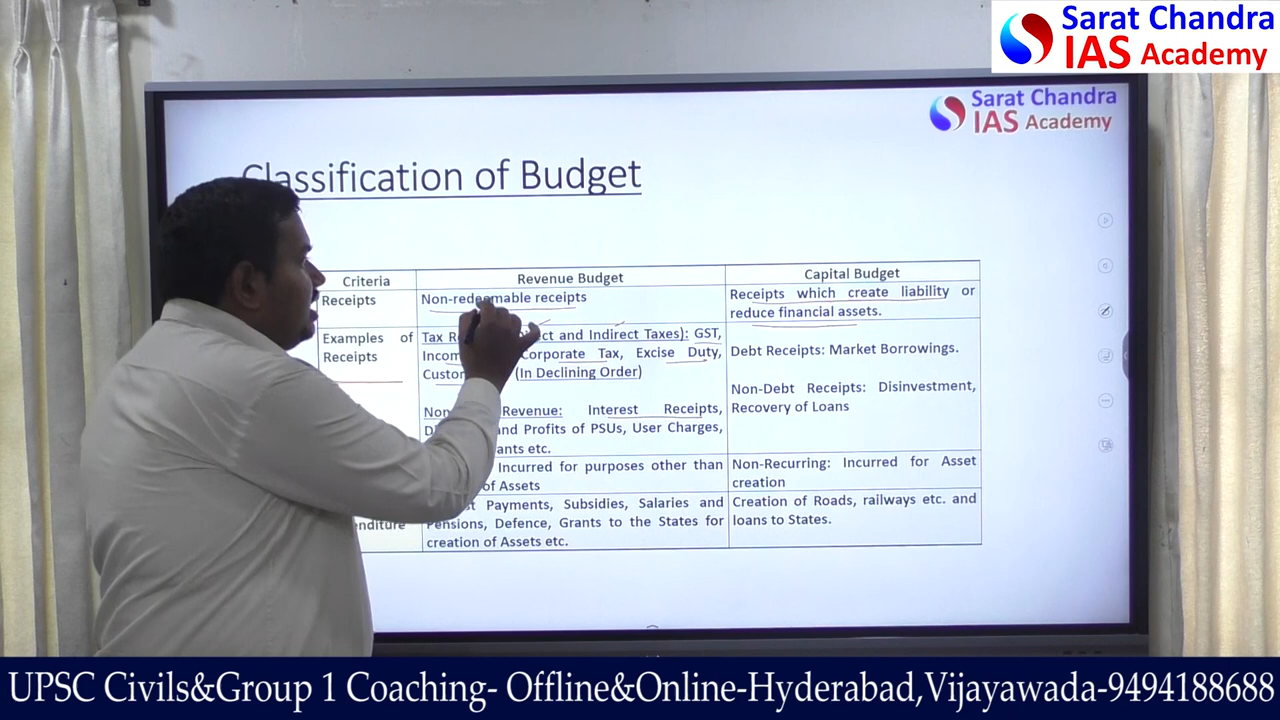 Sarat Chandra
IAS Academy
Sarat Chandra
IAS Academy
Classification of Budget
Criteria
Revenue Budget
Capital Budget
Receipts
Non-redeemable receipts
Receipts which create liability or
reduce financial assets.
Examples of
Receipts
Tax and Indirect Taxes): GST,
Corporate Tax, Excise Duty,
(In Declining Order)
Revenue: Interest Receipts,
and Profits of PSUs, User Charges,
etc.
Debt Receipts: Market Borrowings.
Non-Debt Receipts: Disinvestment,
Recovery of Loans
Incurred for purposes other than
of Assets
Non-Recurring: Incurred for Asset
creation
Payments, Subsidies, Salaries and
Pensions, Defence, Grants to the States for
creation of Assets etc.
Creation of Roads, railways etc. and
loans to States.
UPSC Civils&Group 1 Coaching- Offline&Online-Hyderabad,Vijayawada-9494188688